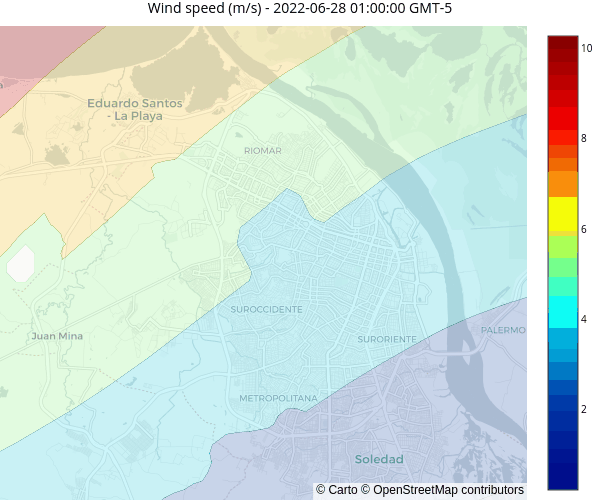 Wind speed (m/s) - 2022-06-28 01:00:00 GMT-5
Eduardo Santos
- La Playa
RIOMAR
SUROCCIDENTE
Juan Mina
SURORIENTE
PALERMO
METROPOLITANA
Soledad
© Carto © OpenStreetMap contributors
10
8
6
4
2